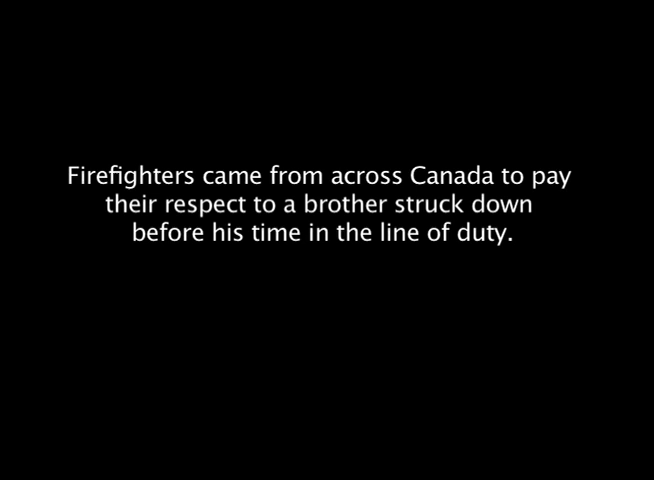 Firefighters came from across Canada to pay
their respect to a brother struck down
before his time in the line of duty.